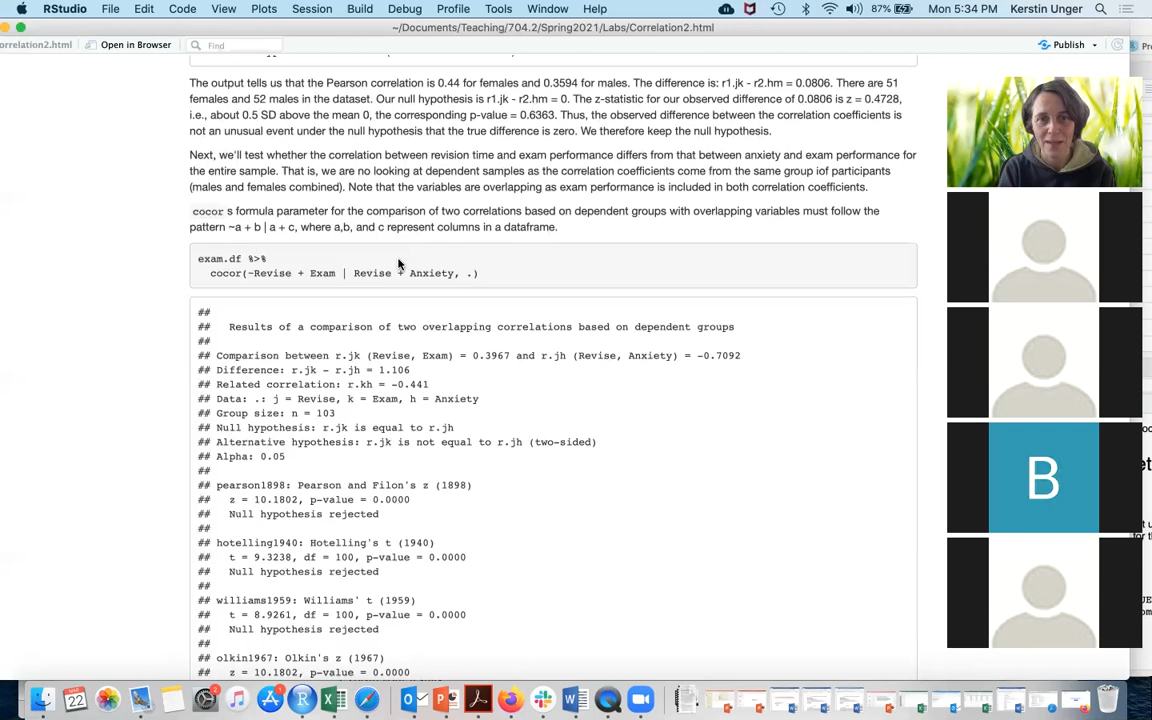 RStudio File Edit Code View Plots Session Build Debug Profile Tools Window Help 87% Mon 5:34 PM Kerstin Unger
~/Documents/Teaching/704.2/Spring2021/Labs/Correlation2.html
orrelation2.html Open in Browser Find Publish
The output tells us that the Pearson correlation is 0.44 for females and 0.3594 for males. The difference is: r1.jk - r2.hm = 0.0806. There are 51
females and 52 males in the dataset. Our null hypothesis is r1.jk - r2.hm = 0. The z-statistic for our observed difference of 0.0806 is z = 0.4728,
i.e., about 0.5 SD above the mean 0, the corresponding p-value = 0.6363. Thus, the observed difference between the correlation coefficients is
not an unusual event under the null hypothesis that the true difference is zero. We therefore keep the null hypothesis.
Next, we'll test whether the correlation between revision time and exam performance differs from that between anxiety and exam performance for
the entire sample. That is, we are no looking at dependent samples as the correlation coefficients come from the same group iof participants
(males and females combined). Note that the variables are overlapping as exam performance is included in both correlation coefficients.
cocor s formula parameter for the comparison of two correlations based on dependent groups with overlapping variables must follow the
pattern ~a + b | a + c, where a,b, and c represent columns in a dataframe.
exam.df %>%
cocor(~Revise + Exam | Revise + Anxiety, .)
##
## Results of a comparison of two overlapping correlations based on dependent groups
##
## Comparison between r.jk (Revise, Exam) = 0.3967 and r.jh (Revise, Anxiety) = -0.7092
## Difference: r.jk - r.jh = 1.106
## Related correlation: r.kh = -0.441
## Data: .: j = Revise, k = Exam, h = Anxiety
## Group size: n = 103
## Null hypothesis: r.jk is equal to r.jh
## Alternative hypothesis: r.jk is not equal to r.jh (two-sided)
## Alpha: 0.05
##
## pearson1898: Pearson and Filon's z (1898)
## z = 10.1802, p-value = 0.0000
## Null hypothesis rejected
##
## hotelling1940: Hotelling's t (1940)
## t = 9.3238, df = 100, p-value = 0.0000
## Null hypothesis rejected
##
## williams1959: Williams' t (1959)
## t = 8.9261, df = 100, p-value = 0.0000
## Null hypothesis rejected
##
## olkin1967: Olkin's z (1967)
## z = 10.1802, p-value = 0.0000
B